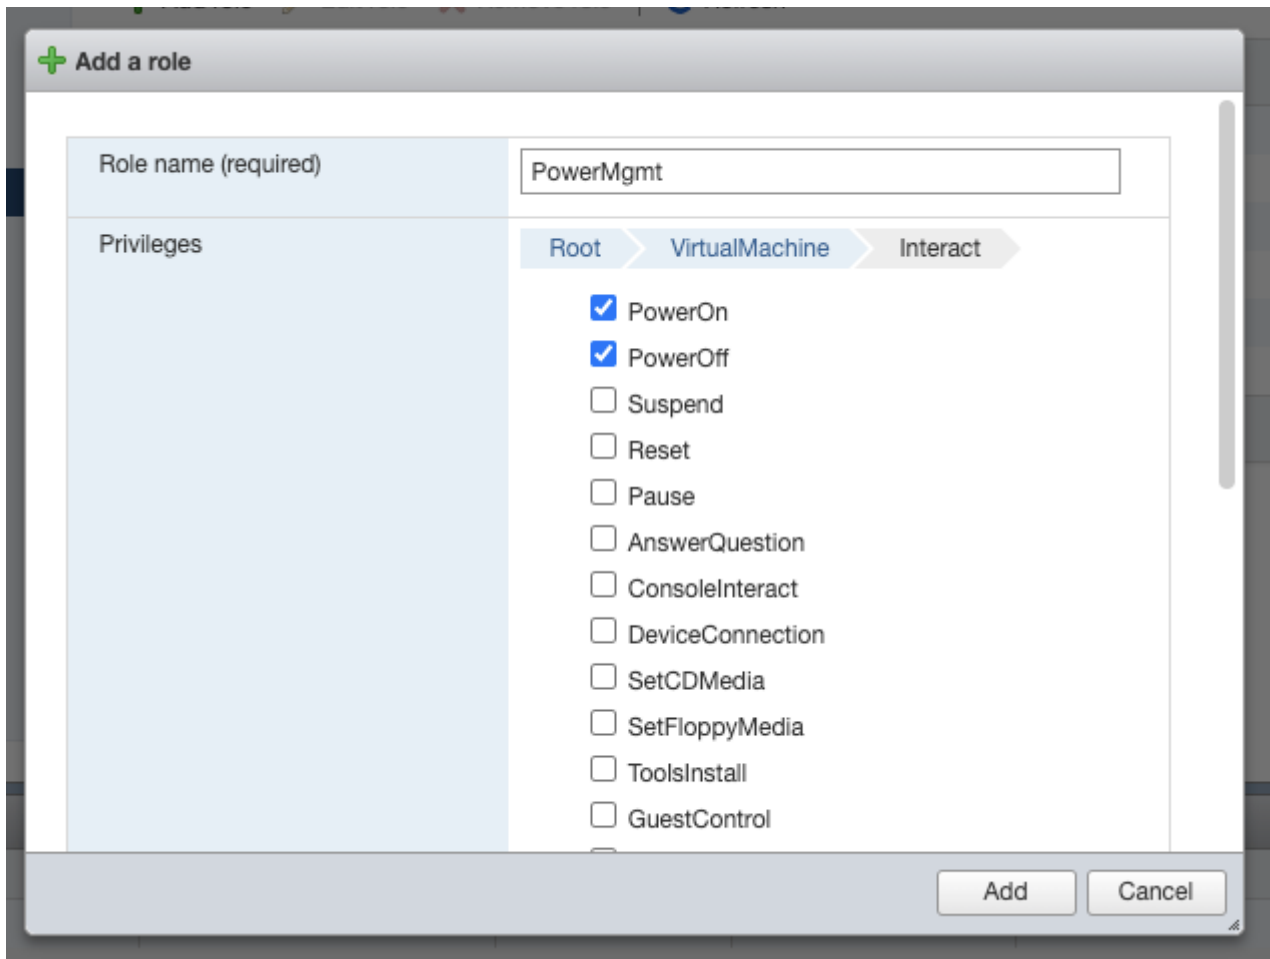 Add a role
Role name (required)
PowerMgmt
Privileges
Root VirtualMachine Interact
PowerOn
PowerOff
Suspend
Reset
Pause
AnswerQuestion
ConsoleInteract
DeviceConnection
SetCDMedia
SetFloppyMedia
ToolsInstall
GuestControl
Add Cancel